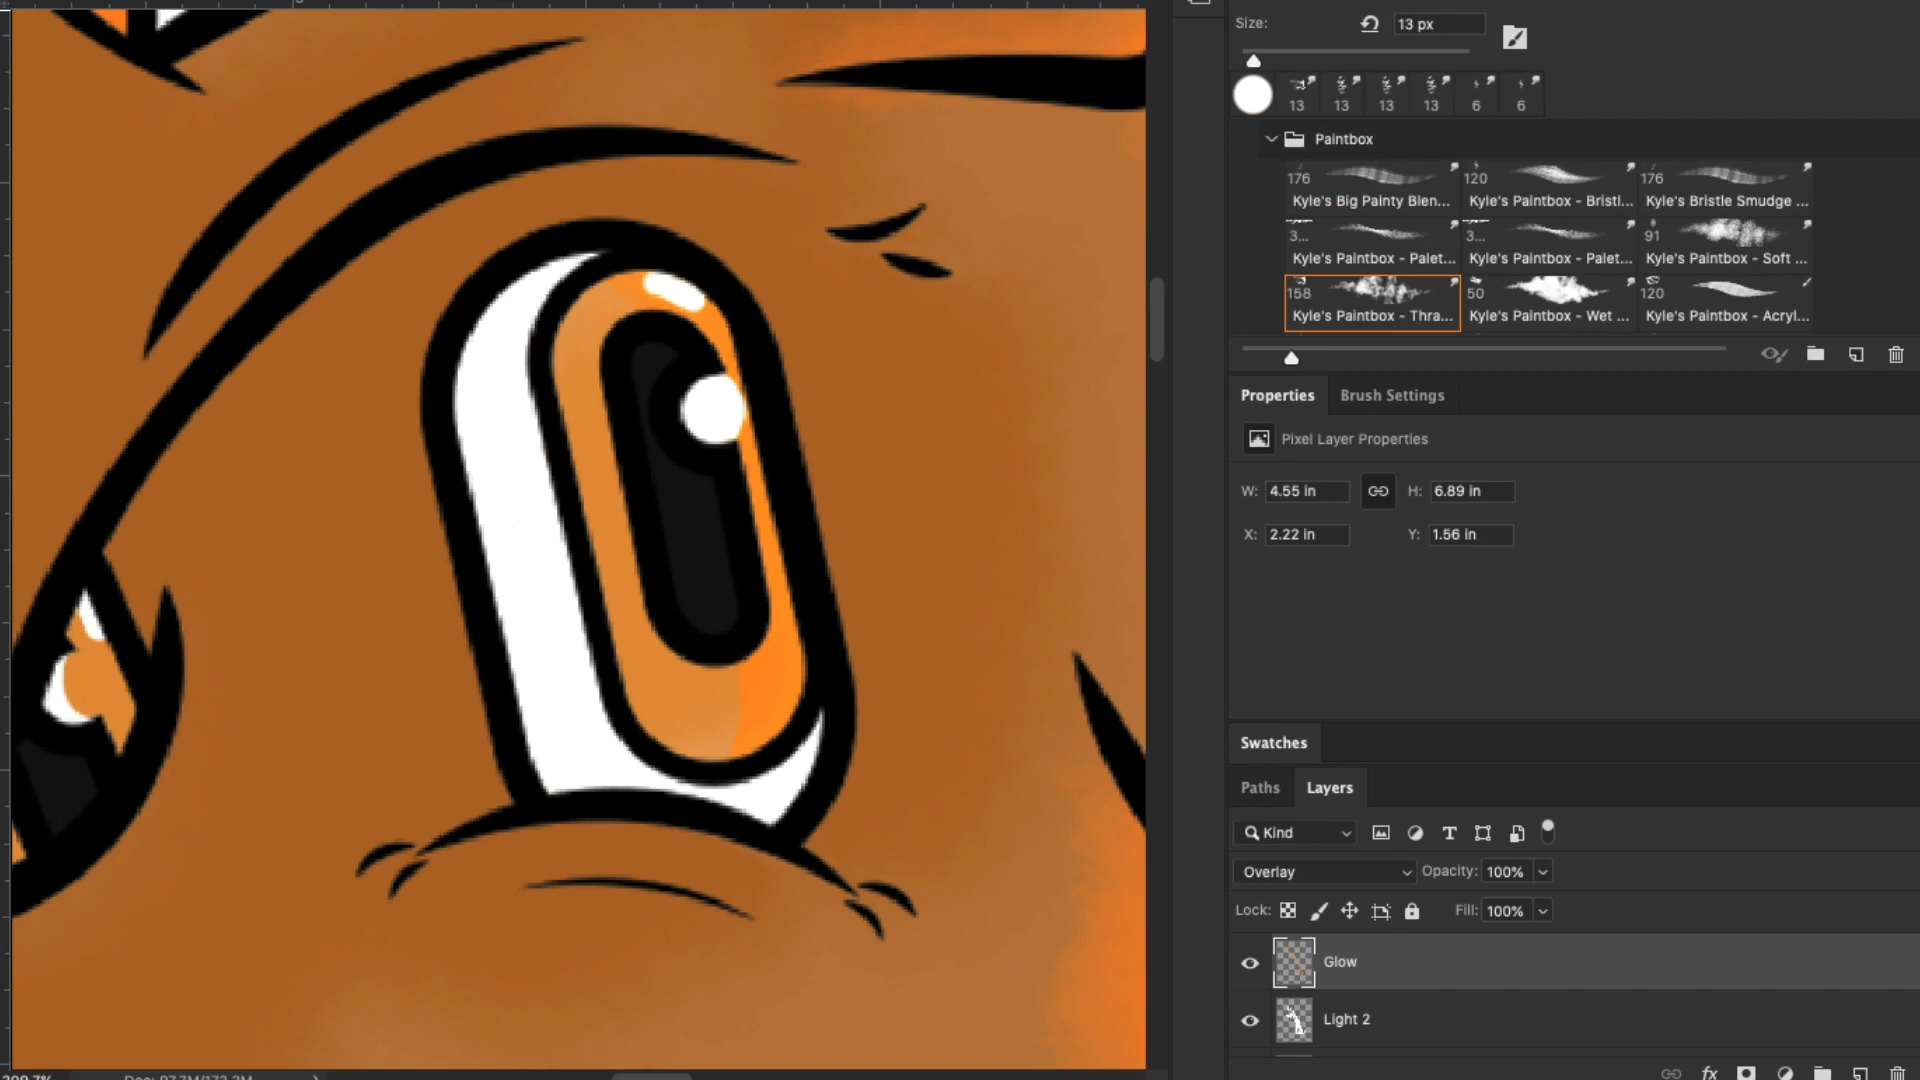 Size: 13 px
13 13 13 13 6 6
Paintbox
176 120 176
Kyle's Big Painty Blen... Kyle's Paintbox - Bristl... Kyle's Bristle Smudge ...
3... 3... 91
Kyle's Paintbox - Palet... Kyle's Paintbox - Palet... Kyle's Paintbox - Soft ...
158 50 120
Kyle's Paintbox - Thra... Kyle's Paintbox - Wet ... Kyle's Paintbox - Acryl...
Properties Brush Settings
Pixel Layer Properties
W: 4.55 in H: 6.89 in
X: 2.22 in Y: 1.56 in
Swatches
Paths Layers
Kind
Overlay Opacity: 100%
Lock: Fill: 100%
Glow
Light 2
fx